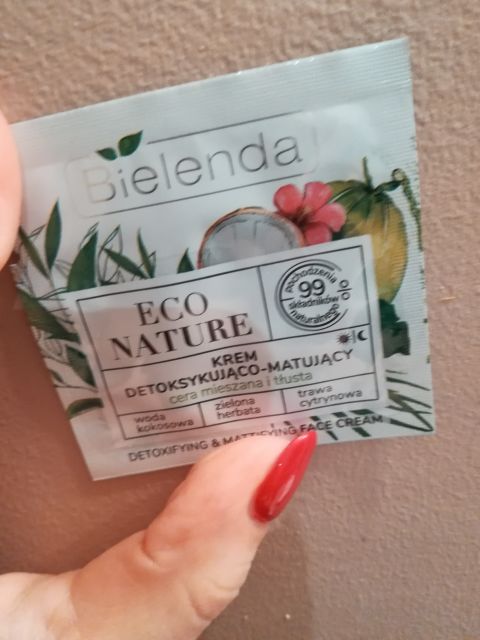 Bielenda
ECO
NATURE
pochodzenia
99 %
składników
naturalnego
KREM
DETOKSYKUJĄCO-MATUJĄCY
cera mieszana i tłusta
woda
kokosowa
zielona
herbata
trawa
cytrynowa
DETOXIFYING & MATTIFYING FACE CREAM